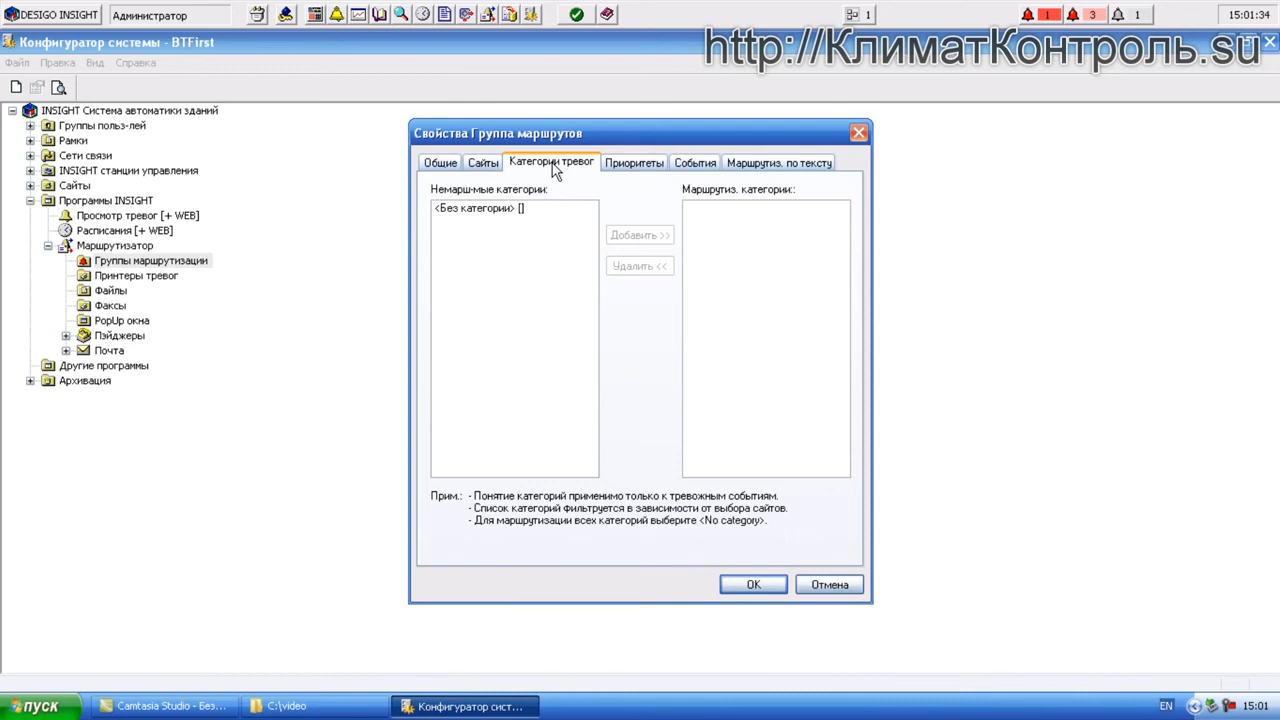 DESIGO INSIGHT
Администратор
1
1
3
1
15:01:34
Конфигуратор системы - BTFirst
http://КлиматКонтроль.su
Файл Правка Вид Справка
INSIGHT Система автоматики зданий
Группы польз-лей
Рамки
Сети связи
INSIGHT станции управления
Сайты
Программы INSIGHT
Просмотр тревог [+ WEB]
Расписания [+ WEB]
Маршрутизатор
Группы маршрутизации
Принтеры тревог
Файлы
Факсы
PopUp окна
Пэйджеры
Почта
Другие программы
Архивация
Свойства Группа маршрутов
Общие Сайты Категории тревог Приоритеты События Маршрутиз. по тексту
Немарш-мые категории:
Маршрутиз. категории::
<Без категории> []
Добавить >>
Удалить <<
Прим.: - Понятие категорий применимо только к тревожным событиям.
- Список категорий фильтруется в зависимости от выбора сайтов.
- Для маршрутизации всех категорий выберите <No category>.
OK Отмена
пуск
Camtasia Studio - Без...
C:\video
Конфигуратор сист...
EN
15:01